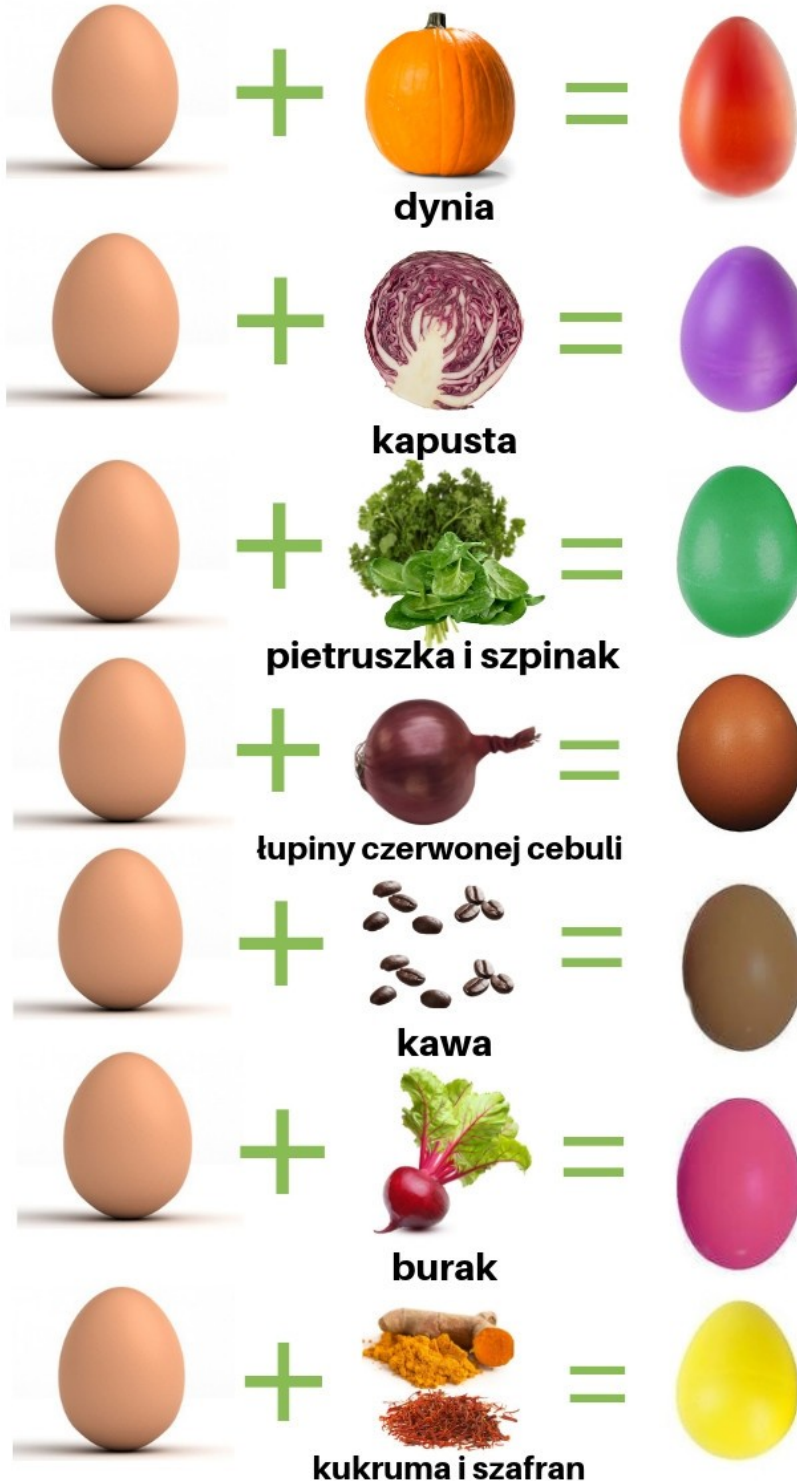 dynia
kapusta
pietruszka i szpinak
łupiny czerwonej cebuli
kawa
burak
kukruma i szafran